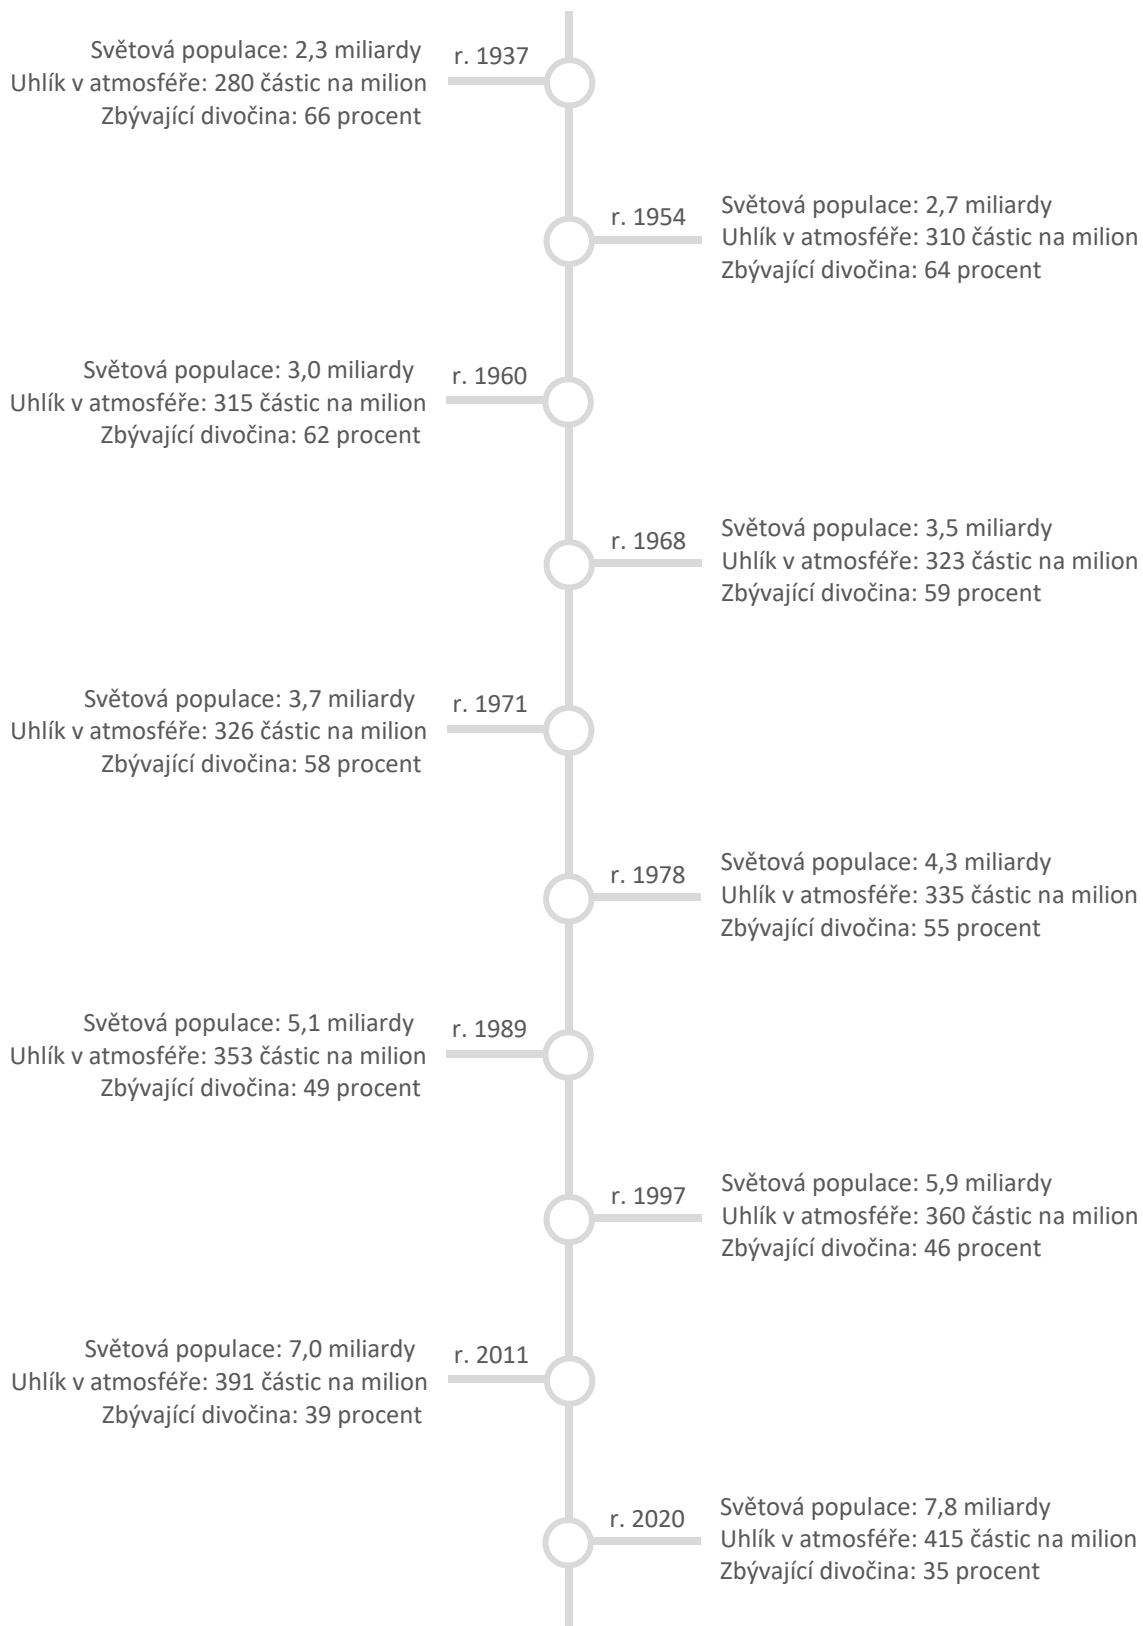 Světová populace: 2,3 miliardy
Uhlík v atmosféře: 280 částic na milion
Zbývající divočina: 66 procent
r. 1937
r. 1954
Světová populace: 2,7 miliardy
Uhlík v atmosféře: 310 částic na milion
Zbývající divočina: 64 procent
Světová populace: 3,0 miliardy
Uhlík v atmosféře: 315 částic na milion
Zbývající divočina: 62 procent
r. 1960
r. 1968
Světová populace: 3,5 miliardy
Uhlík v atmosféře: 323 částic na milion
Zbývající divočina: 59 procent
Světová populace: 3,7 miliardy
Uhlík v atmosféře: 326 částic na milion
Zbývající divočina: 58 procent
r. 1971
r. 1978
Světová populace: 4,3 miliardy
Uhlík v atmosféře: 335 částic na milion
Zbývající divočina: 55 procent
Světová populace: 5,1 miliardy
Uhlík v atmosféře: 353 částic na milion
Zbývající divočina: 49 procent
r. 1989
r. 1997
Světová populace: 5,9 miliardy
Uhlík v atmosféře: 360 částic na milion
Zbývající divočina: 46 procent
Světová populace: 7,0 miliardy
Uhlík v atmosféře: 391 částic na milion
Zbývající divočina: 39 procent
r. 2011
r. 2020
Světová populace: 7,8 miliardy
Uhlík v atmosféře: 415 částic na milion
Zbývající divočina: 35 procent